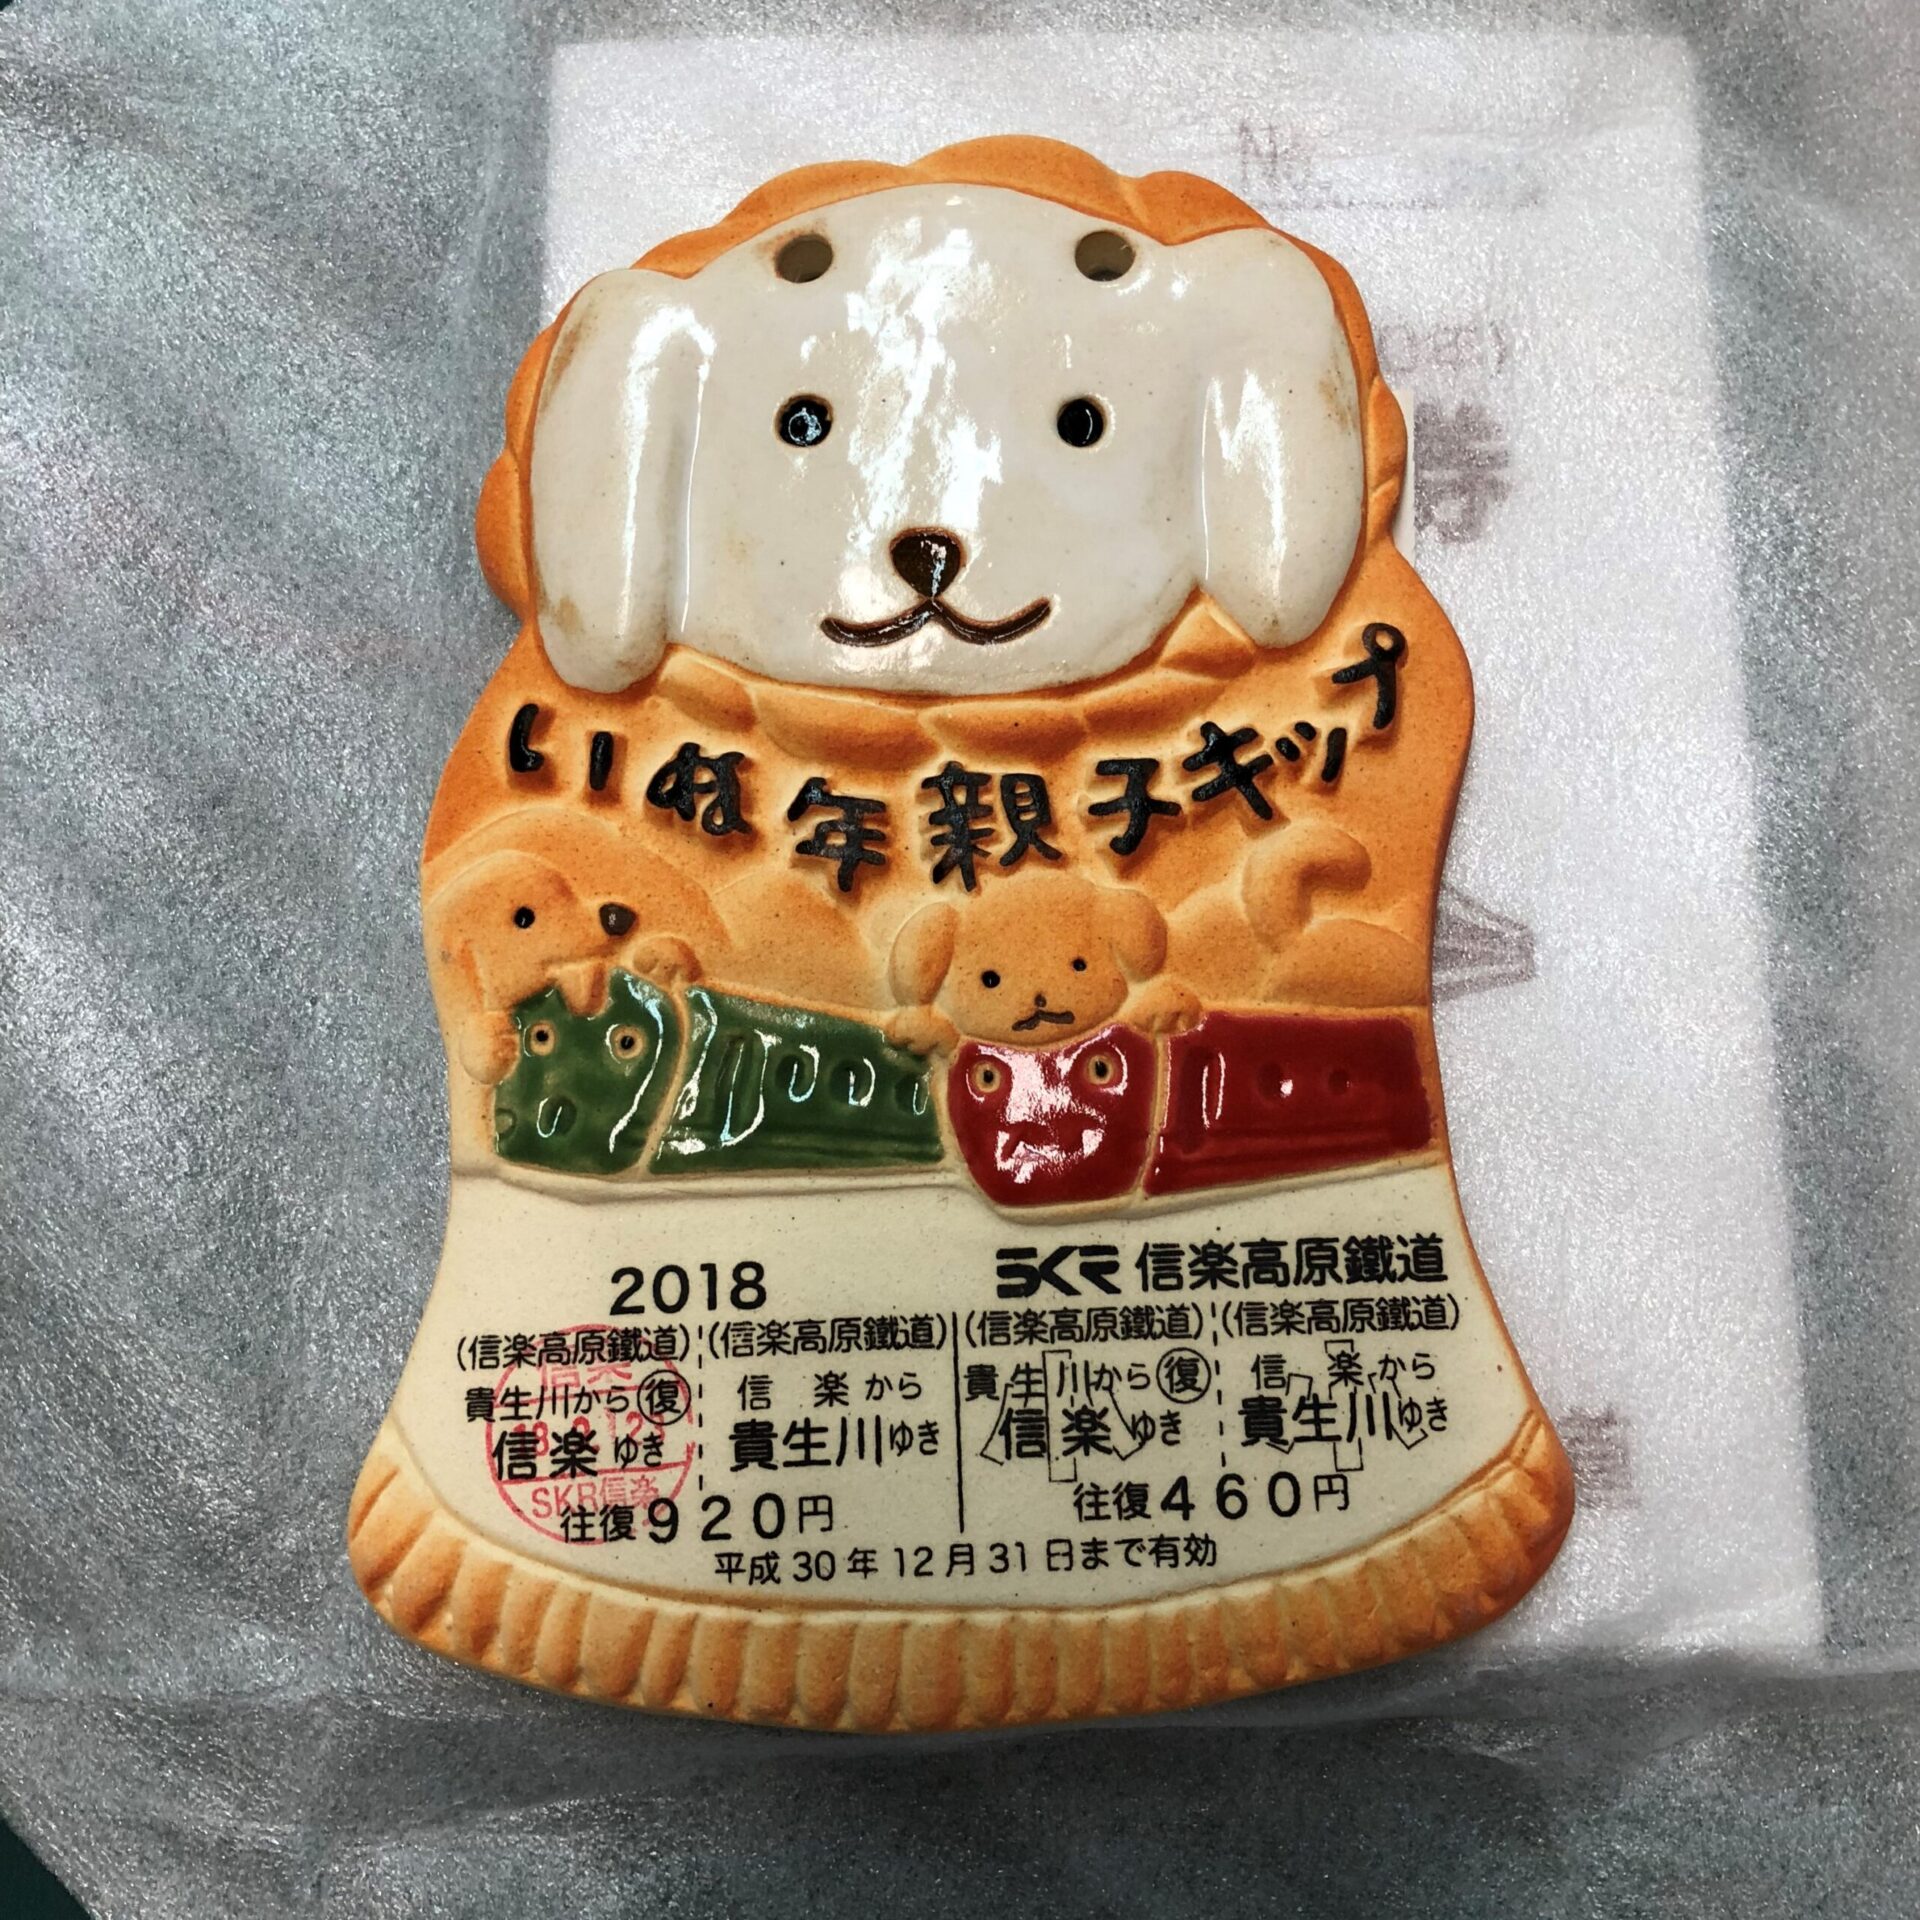 いぬ年親子キップ
2018
SKR 信楽高原鐵道
(信楽高原鐵道) (信楽高原鐵道) (信楽高原鐵道) (信楽高原鐵道)
貴生川から復 信楽から 貴生川から復 信楽から
信楽ゆき 貴生川ゆき 信楽ゆき 貴生川ゆき
往復920円 往復460円
平成30年12月31日まで有効
信楽
SKR信楽